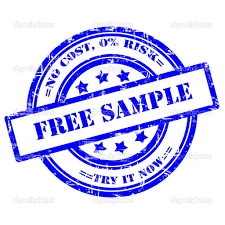 =NO COST, 0% RISK=
FREE SAMPLE
==TRY IT NOW==